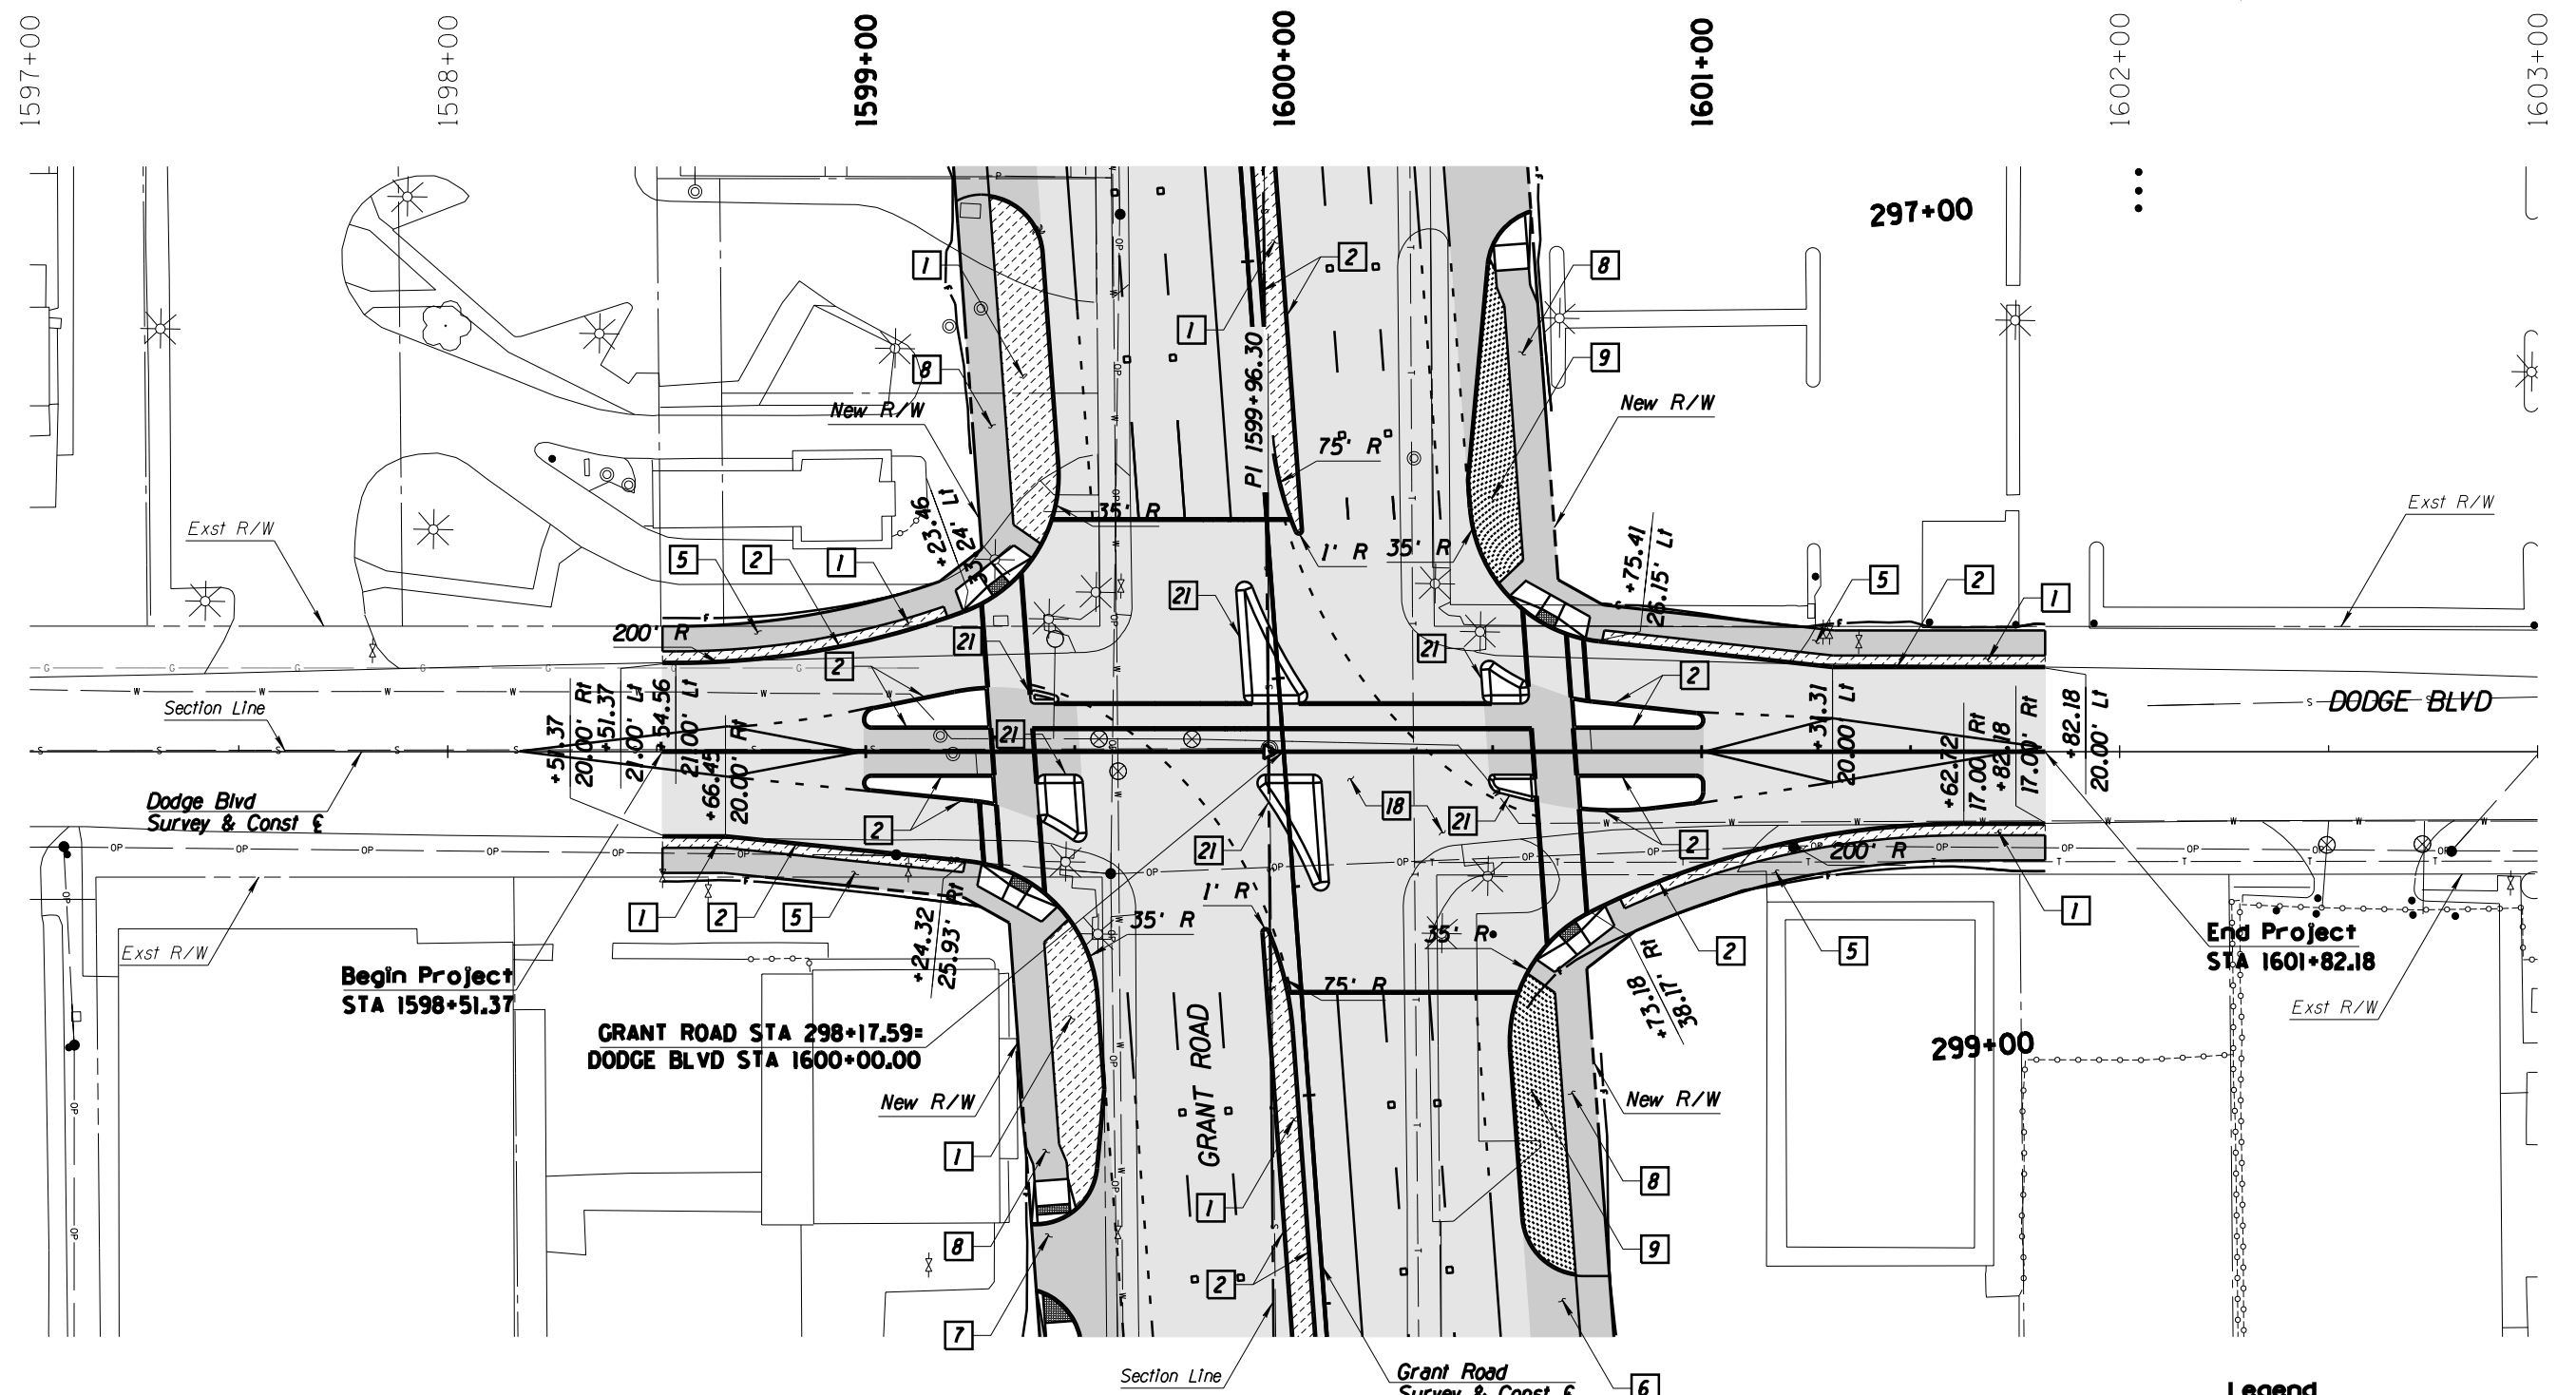 1597+00
1598+00
1599+00
1600+00
1601+00
1602+00
1603+00
297+00
1
2
8
1
9
8
PI 1599+96.30
New R/W
New R/W
75' R
35' R
1' R
35' R
+23.46
33.24' Lt
+75.41
26.15' Lt
Exst R/W
Exst R/W
5
2
1
21
5
2
1
200' R
21
21
2
2
Section Line
+51.37
20.00' Rt
+51.37
21.00' Lt
+54.56
21.00' Lt
+66.45
20.00' Rt
21
+31.31
20.00' Lt
+62.72
17.00' Rt
+82.18
17.00' Rt
+82.18
20.00' Lt
DODGE BLVD
Dodge Blvd
Survey & Const ℄
2
18
21
21
2
200' R
1
2
5
1' R
35' R
35' R
1
2
5
+24.32
25.93' Rt
+73.18
38.17' Rt
Exst R/W
Begin Project
STA 1598+51.37
End Project
STA 1601+82.18
Exst R/W
75' R
GRANT ROAD STA 298+17.59=
DODGE BLVD STA 1600+00.00
299+00
GRANT ROAD
New R/W
New R/W
1
8
1
8
9
2
7
Section Line
Grant Road
Survey & Const ℄
6
Legend